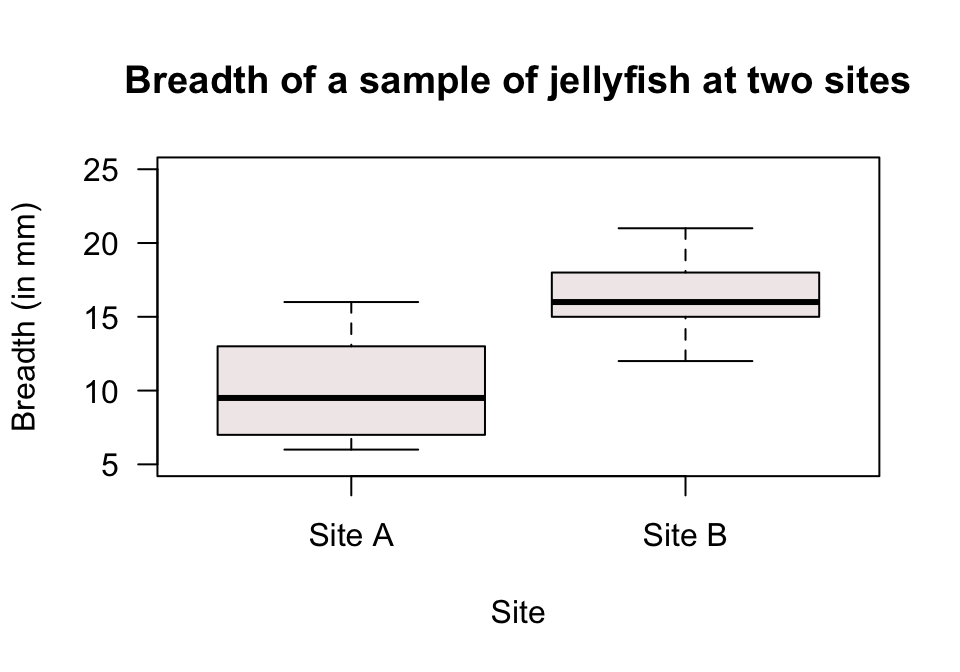 Breadth of a sample of jellyfish at two sites
Breadth (in mm)
25
20
15
10
5
Site A
Site B
Site